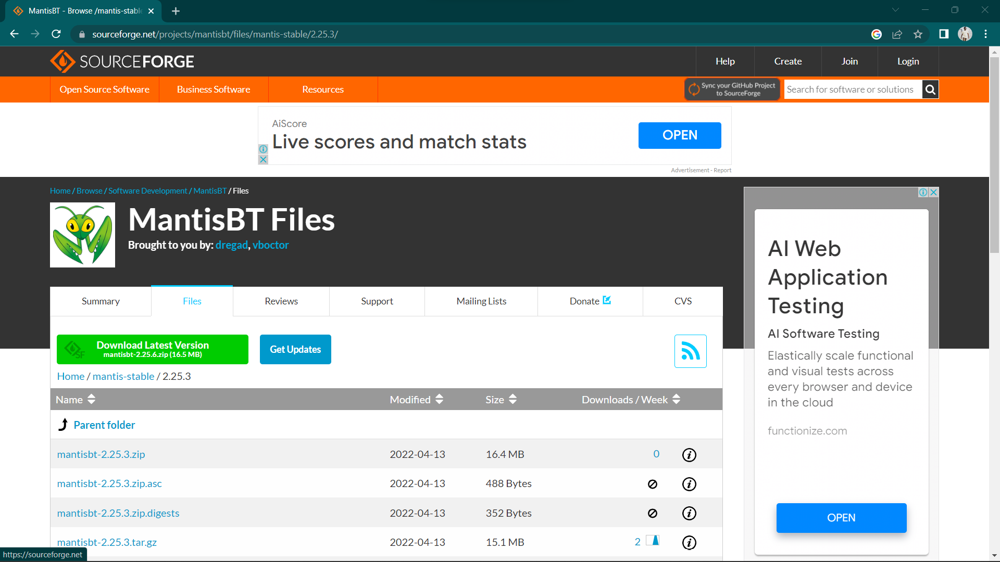 MantisBT - Browse /mantis-stable
sourceforge.net/projects/mantisbt/files/mantis-stable/2.25.3/
SOURCEFORGE
Help
Create
Join
Login
Open Source Software
Business Software
Resources
Sync your GitHub Project
to SourceForge
Search for software or solutions
AiScore
Live scores and match stats
OPEN
Advertisement - Report
Home / Browse / Software Development / MantisBT / Files
MantisBT Files
Brought to you by: dregad, vboctor
Summary
Files
Reviews
Support
Mailing Lists
Donate
CVS
SF
Download Latest Version
mantisbt-2.25.6.zip (16.5 MB)
Get Updates
Home / mantis-stable / 2.25.3
Name
Modified
Size
Downloads / Week
Parent folder
mantisbt-2.25.3.zip
2022-04-13
16.4 MB
0
mantisbt-2.25.3.zip.asc
2022-04-13
488 Bytes
mantisbt-2.25.3.zip.digests
2022-04-13
352 Bytes
mantisbt-2.25.3.tar.gz
2022-04-13
15.1 MB
2
AI Web
Application
Testing
AI Software Testing
Elastically scale functional
and visual tests across
every browser and device
in the cloud
functionize.com
OPEN
https://sourceforge.net